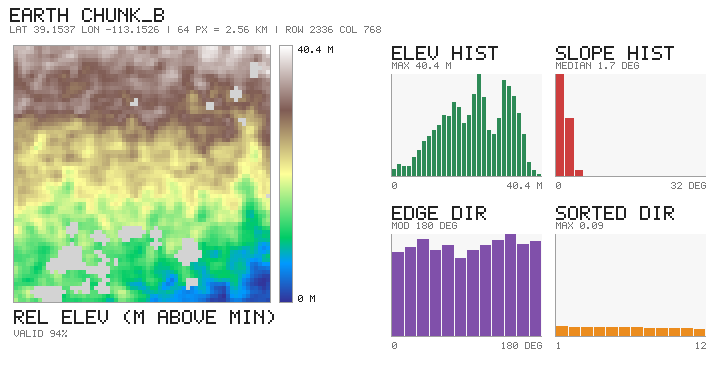 EARTH CHUNK_B
LAT 39.1537 LON -113.1526 | 64 PX = 2.56 KM | ROW 2336 COL 768
40.4 M
0 M
REL ELEV (M ABOVE MIN)
VALID 94%
ELEV HIST
MAX 40.4 M
0 40.4 M
SLOPE HIST
MEDIAN 1.7 DEG
0 32 DEG
EDGE DIR
MOD 180 DEG
0 180 DEG
SORTED DIR
MAX 0.09
1 12